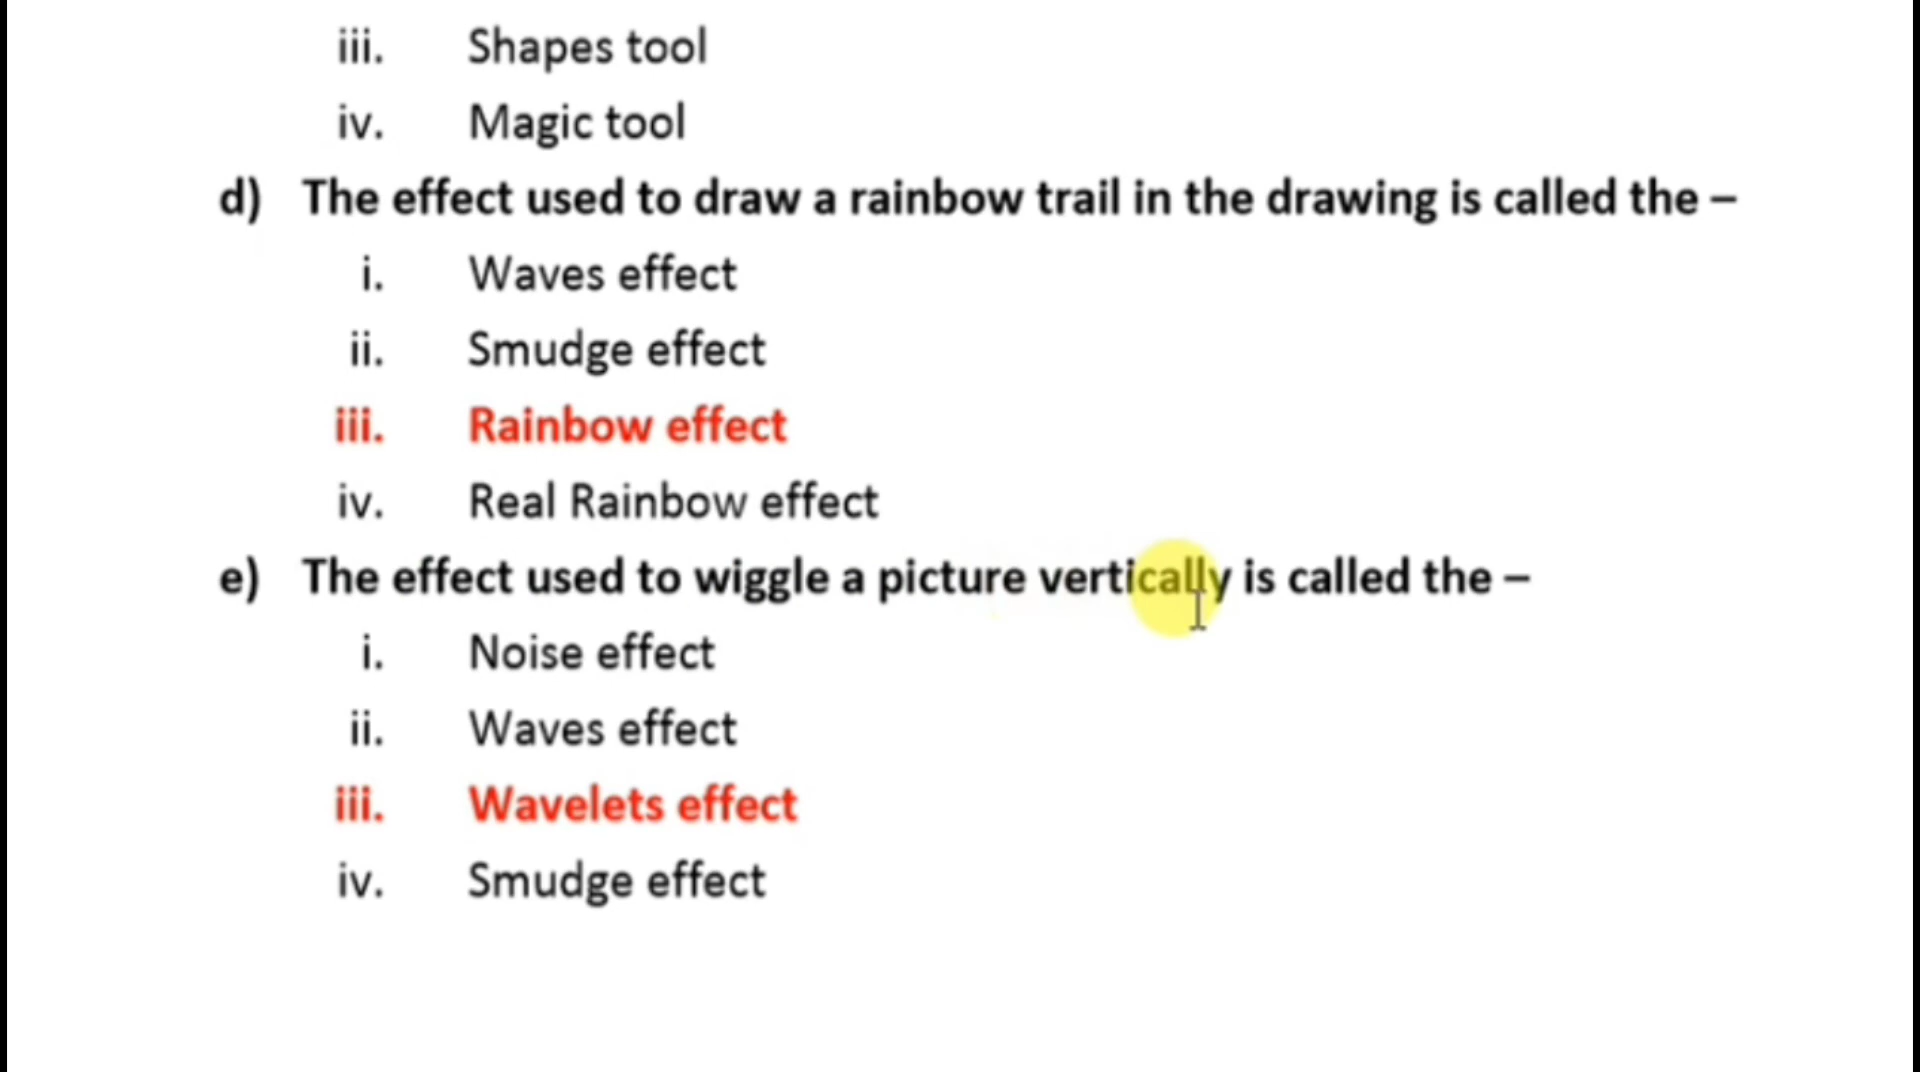 iii. Shapes tool
iv. Magic tool
d) The effect used to draw a rainbow trail in the drawing is called the –
i. Waves effect
ii. Smudge effect
iii. Rainbow effect
iv. Real Rainbow effect
e) The effect used to wiggle a picture vertically is called the –
i. Noise effect
ii. Waves effect
iii. Wavelets effect
iv. Smudge effect